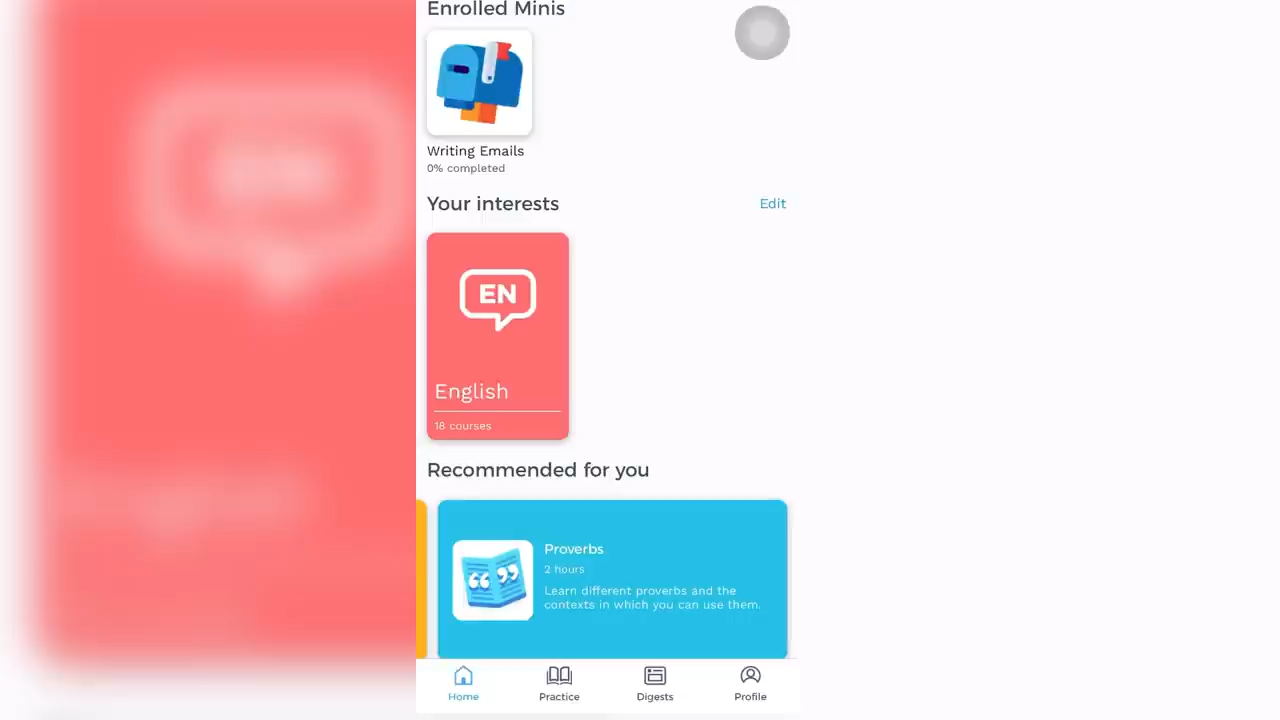 Enrolled Minis
Writing Emails
0% completed
Your interests
Edit
EN
English
18 courses
Recommended for you
Proverbs
2 hours
Learn different proverbs and the
contexts in which you can use them.
Home
Practice
Digests
Profile